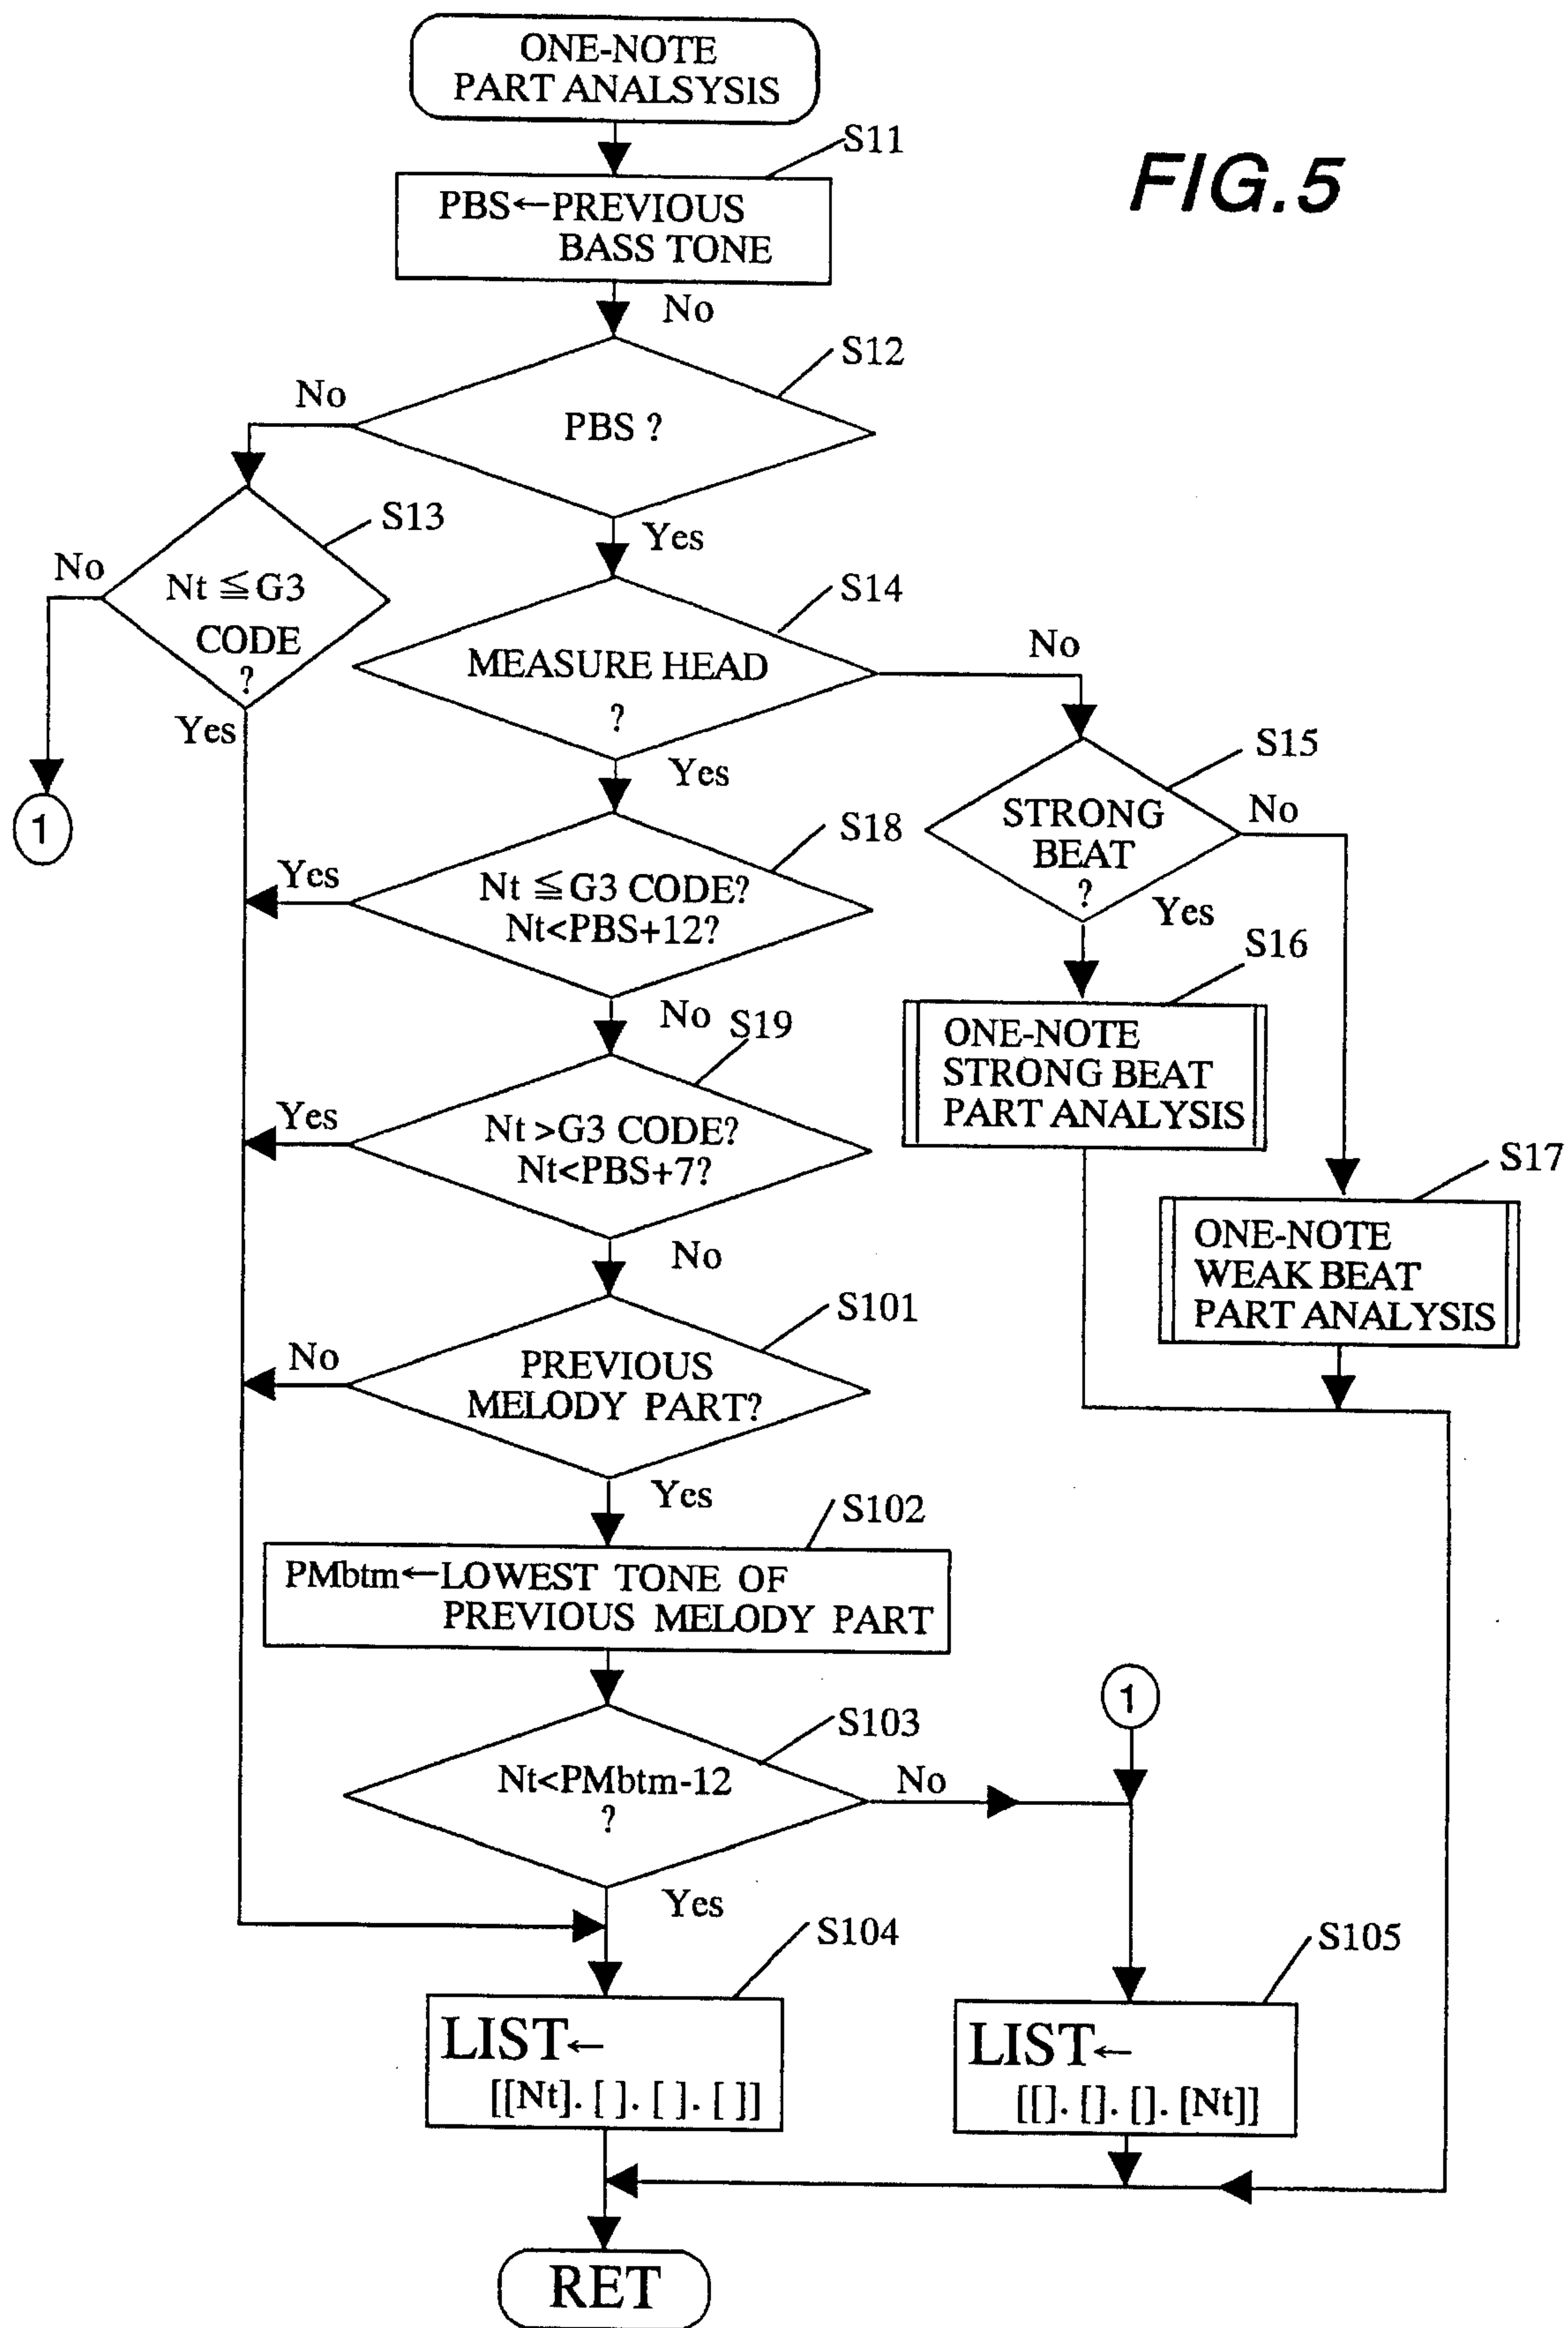 ONE-NOTE
PART ANALSYSIS
FIG.5
S11
PBS←PREVIOUS
BASS TONE
No
S12
No
PBS ?
S13
Yes
No
Nt ≦G3
CODE
?
S14
No
MEASURE HEAD
?
Yes
Yes
1
S15
STRONG
BEAT
?
No
Yes
S18
Yes
Nt ≦G3 CODE?
Nt<PBS+12?
No
S16
ONE-NOTE
STRONG BEAT
PART ANALYSIS
S19
Yes
Nt >G3 CODE?
Nt<PBS+7?
No
S17
ONE-NOTE
WEAK BEAT
PART ANALYSIS
S101
No
PREVIOUS
MELODY PART?
Yes
S102
PMbtm←LOWEST TONE OF
PREVIOUS MELODY PART
1
S103
Nt<PMbtm-12
?
No
Yes
S104
LIST←
[[Nt]. [ ]. [ ]. [ ]]
S105
LIST←
[[]. []. []. [Nt]]
RET